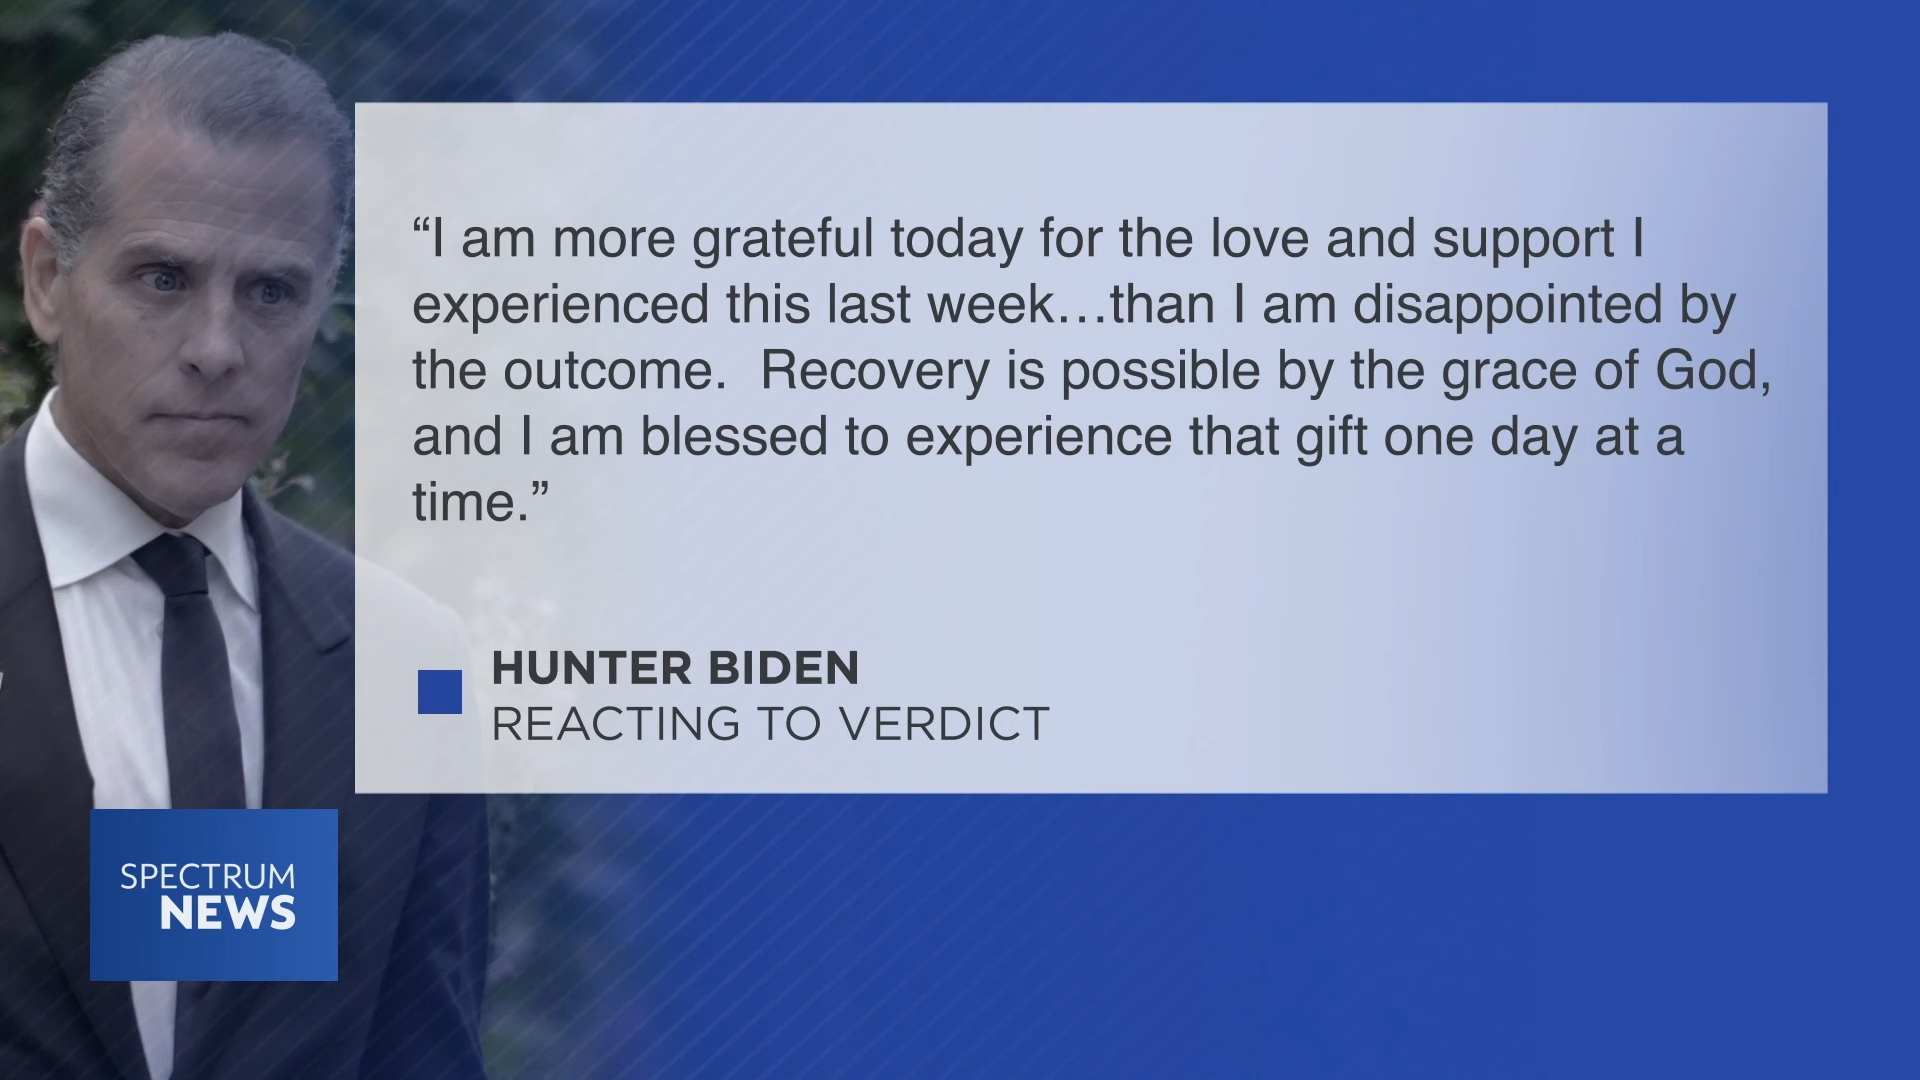 “I am more grateful today for the love and support I
experienced this last week…than I am disappointed by
the outcome.  Recovery is possible by the grace of God,
and I am blessed to experience that gift one day at a
time.”
HUNTER BIDEN
REACTING TO VERDICT
SPECTRUM
NEWS